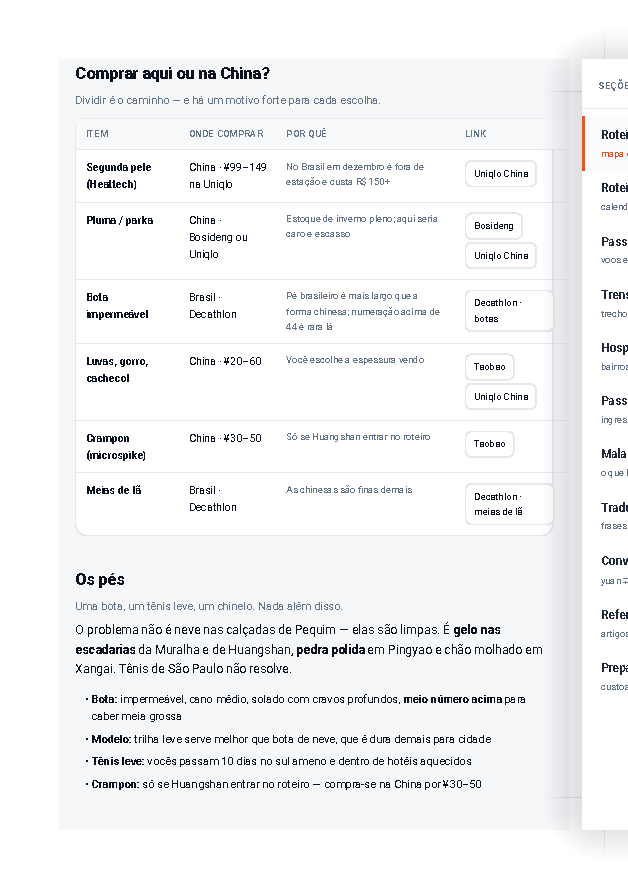 Comprar aqui ou na China?
Dividir é o caminho — e há um motivo forte para cada escolha.
ITEM ONDE COMPRAR POR QUÊ LINK
Segunda pele
(Heattech)
China · ¥99–149
na Uniqlo
No Brasil em dezembro é fora de
estação e custa R$ 150+
Uniqlo China
Pluma / parka
China ·
Bosideng ou
Uniqlo
Estoque de inverno pleno; aqui seria
caro e escasso
Bosideng
Uniqlo China
Bota
impermeável
Brasil ·
Decathlon
Pé brasileiro é mais largo que a
forma chinesa; numeração acima de
44 é rara lá
Decathlon ·
botas
Luvas, gorro,
cachecol
China · ¥20–60
Você escolhe a espessura vendo
Taobao
Uniqlo China
Crampon
(microspike)
China · ¥30–50
Só se Huangshan entrar no roteiro
Taobao
Meias de lã
Brasil ·
Decathlon
As chinesas são finas demais
Decathlon ·
meias de lã
Os pés
Uma bota, um tênis leve, um chinelo. Nada além disso.
O problema não é neve nas calçadas de Pequim — elas são limpas. É gelo nas
escadarias da Muralha e de Huangshan, pedra polida em Pingyao e chão molhado em
Xangai. Tênis de São Paulo não resolve.
• Bota: impermeável, cano médio, solado com cravos profundos, meio número acima para
caber meia grossa
• Modelo: trilha leve serve melhor que bota de neve, que é dura demais para cidade
• Tênis leve: vocês passam 10 dias no sul ameno e dentro de hotéis aquecidos
• Crampon: só se Huangshan entrar no roteiro — compra-se na China por ¥30–50
SEÇÕE
Rotei
mapa
Rotei
calend
Pass
voos e
Trens
trecho
Hosp
bairros
Pass
ingres
Mala
o que l
Tradu
frases
Conv
yuan
Refer
artigos
Prepa
custos